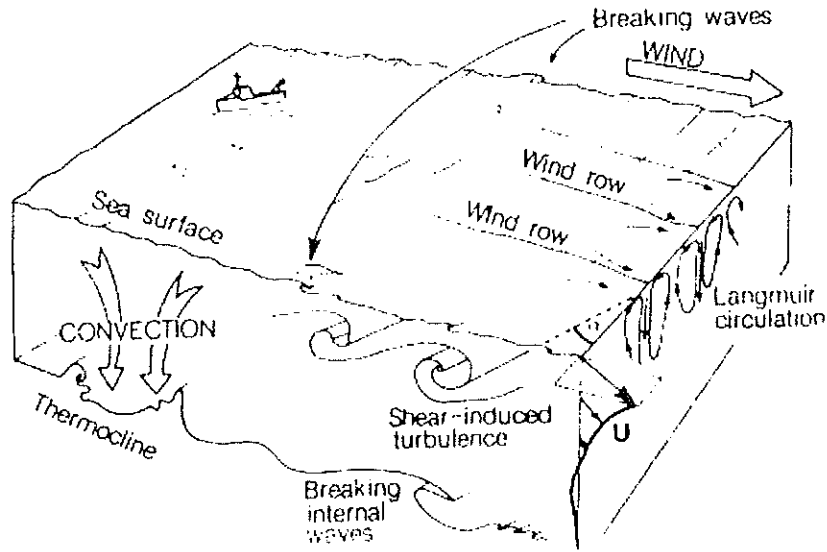 Breaking waves
WIND
Wind row
Wind row
Sea surface
Langmuir
circulation
CONVECTION
Thermocline
Shear-induced
turbulence
U
Breaking
internal
waves